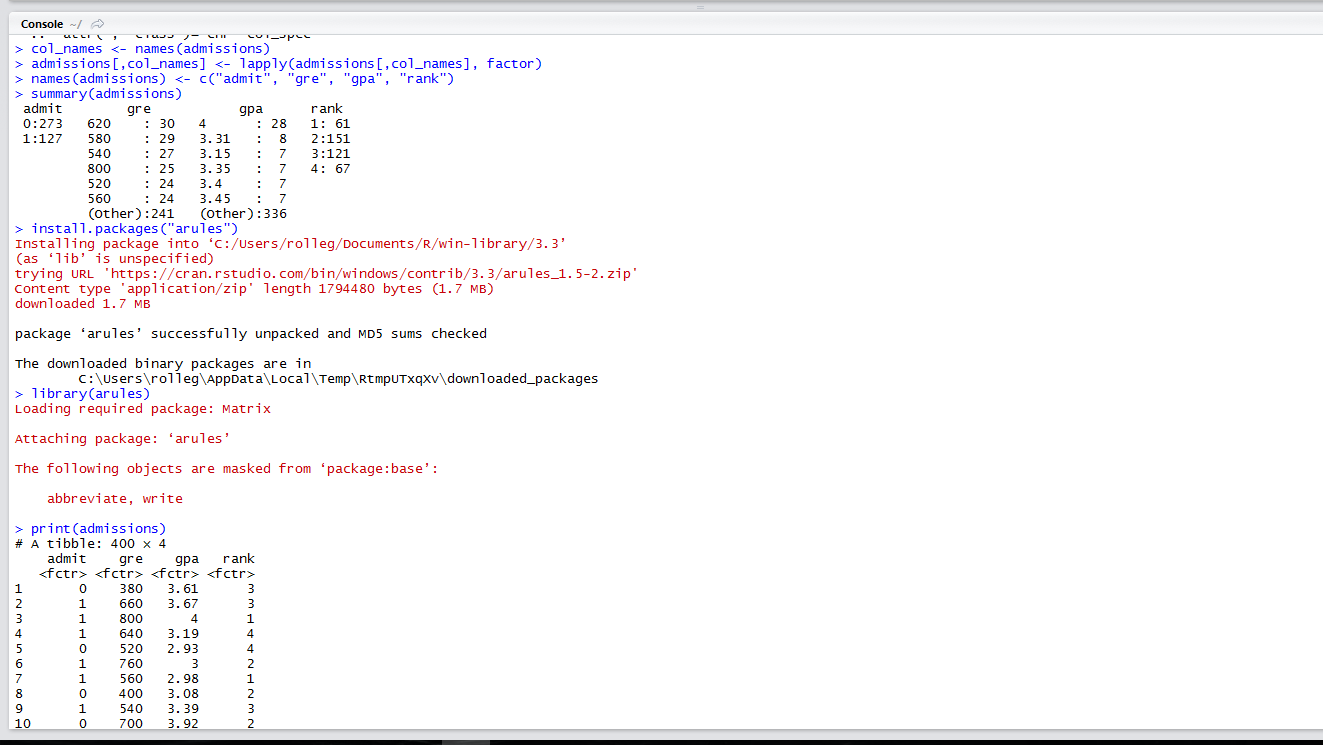 Console ~/
> col_names <- names(admissions)
> admissions[,col_names] <- lapply(admissions[,col_names], factor)
> names(admissions) <- c("admit", "gre", "gpa", "rank")
> summary(admissions)
 admit        gre           gpa      rank
 0:273   620    : 30   4      : 28   1: 61
 1:127   580    : 29   3.31   :  8   2:151
         540    : 27   3.15   :  7   3:121
         800    : 25   3.35   :  7   4: 67
         520    : 24   3.4    :  7
         560    : 24   3.45   :  7
         (Other):241   (Other):336
> install.packages("arules")
Installing package into ‘C:/Users/rolleg/Documents/R/win-library/3.3’
(as ‘lib’ is unspecified)
trying URL 'https://cran.rstudio.com/bin/windows/contrib/3.3/arules_1.5-2.zip'
Content type 'application/zip' length 1794480 bytes (1.7 MB)
downloaded 1.7 MB
package ‘arules’ successfully unpacked and MD5 sums checked
The downloaded binary packages are in
        C:\Users\rolleg\AppData\Local\Temp\RtmpUTxqXv\downloaded_packages
> library(arules)
Loading required package: Matrix
Attaching package: ‘arules’
The following objects are masked from ‘package:base’:
    abbreviate, write
> print(admissions)
# A tibble: 400 × 4
    admit    gre    gpa   rank
   <fctr> <fctr> <fctr> <fctr>
1       0    380   3.61      3
2       1    660   3.67      3
3       1    800      4      1
4       1    640   3.19      4
5       0    520   2.93      4
6       1    760      3      2
7       1    560   2.98      1
8       0    400   3.08      2
9       1    540   3.39      3
10      0    700   3.92      2